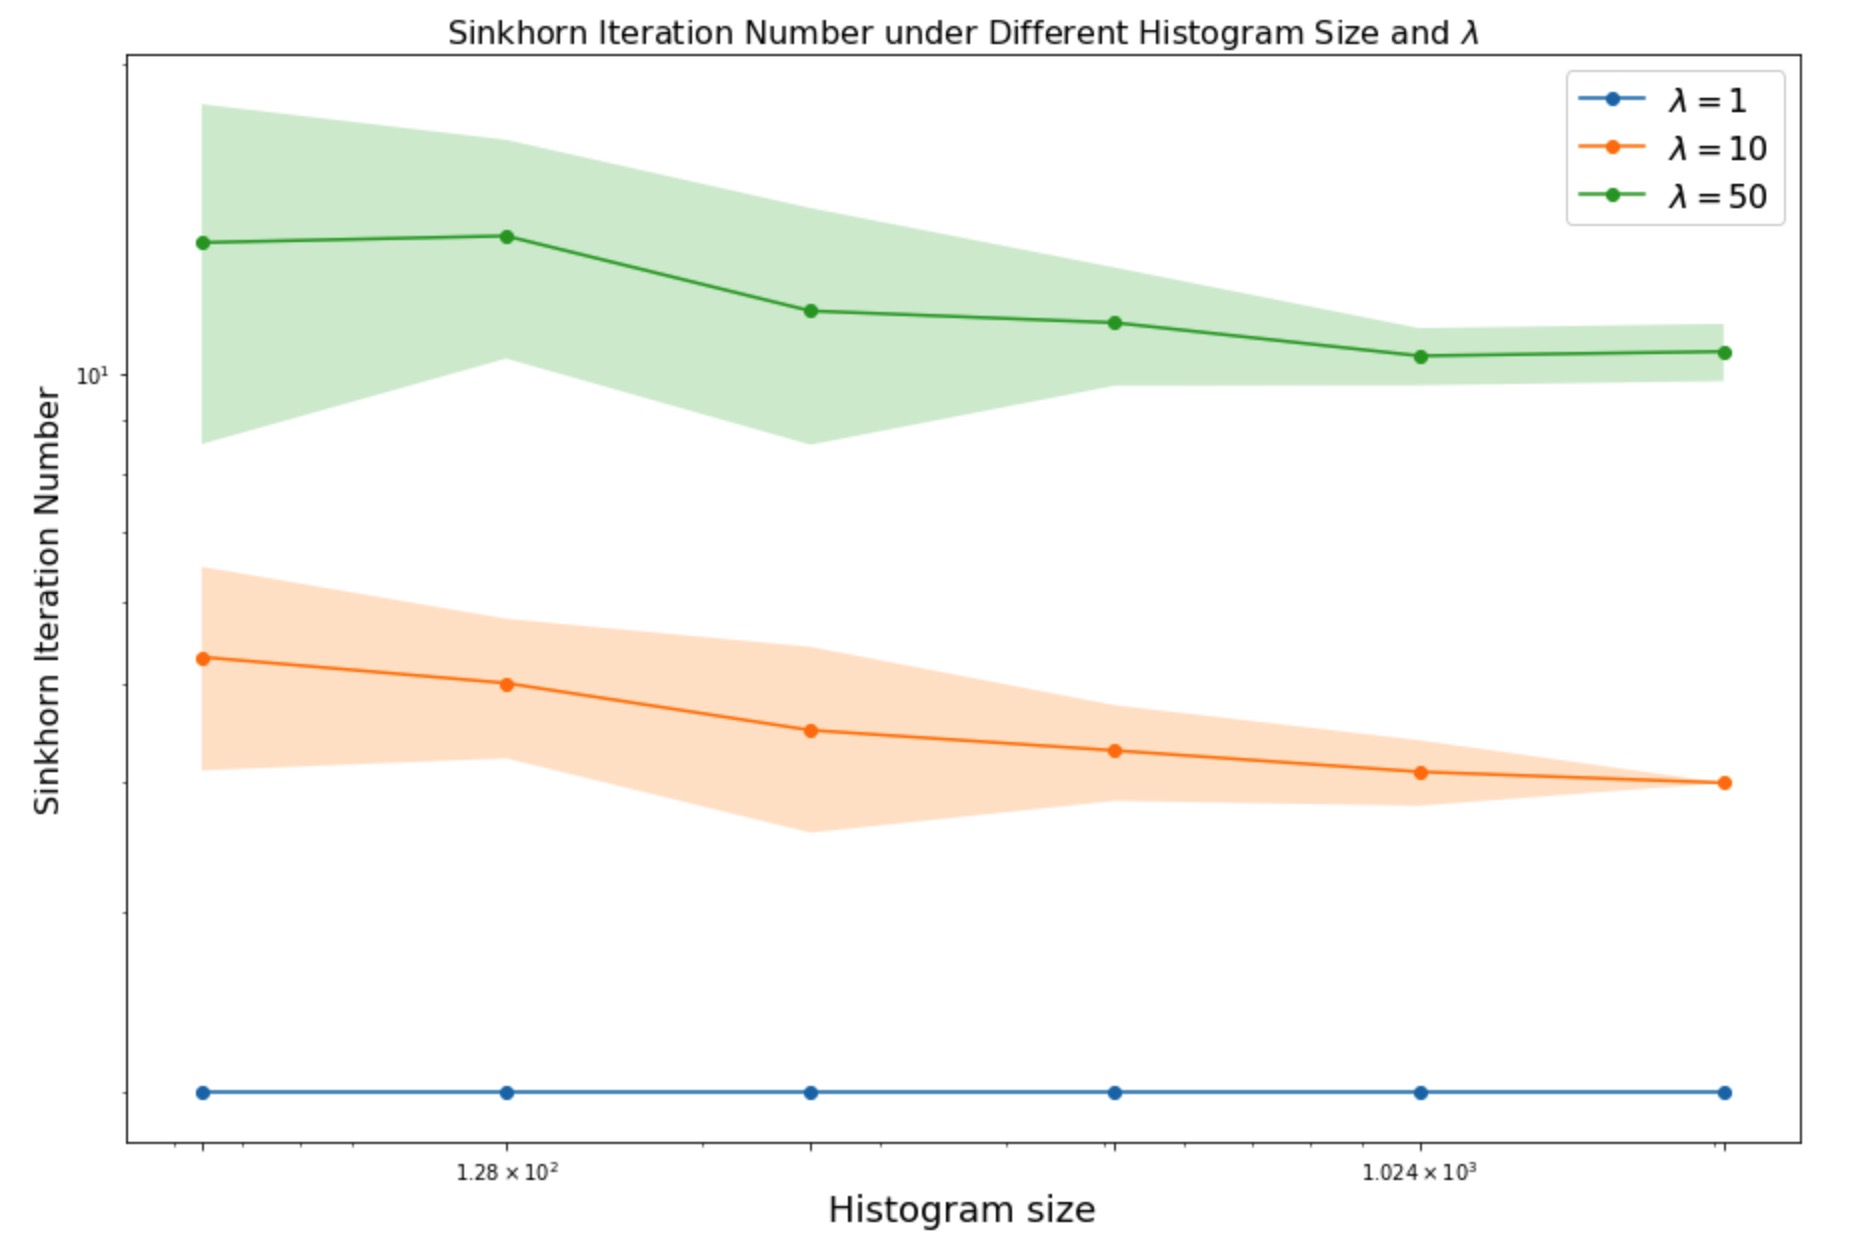 Sinkhorn Iteration Number under Different Histogram Size and λ
λ = 1
λ = 10
λ = 50
10¹
Sinkhorn Iteration Number
1.28 × 10²
1.024 × 10³
Histogram size